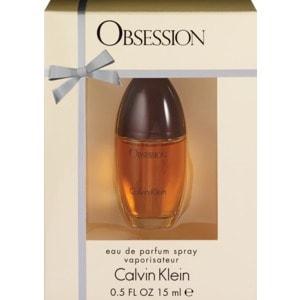 OBSESSION
OBSESSION
Calvin Klein
eau de parfum spray
vaporisateur
Calvin Klein
0.5 FL OZ 15 ml ℮